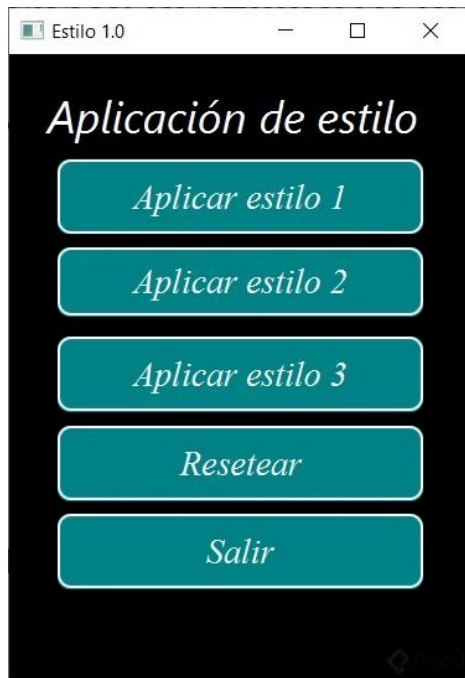 Estilo 1.0
Aplicación de estilo
Aplicar estilo 1
Aplicar estilo 2
Aplicar estilo 3
Resetear
Salir